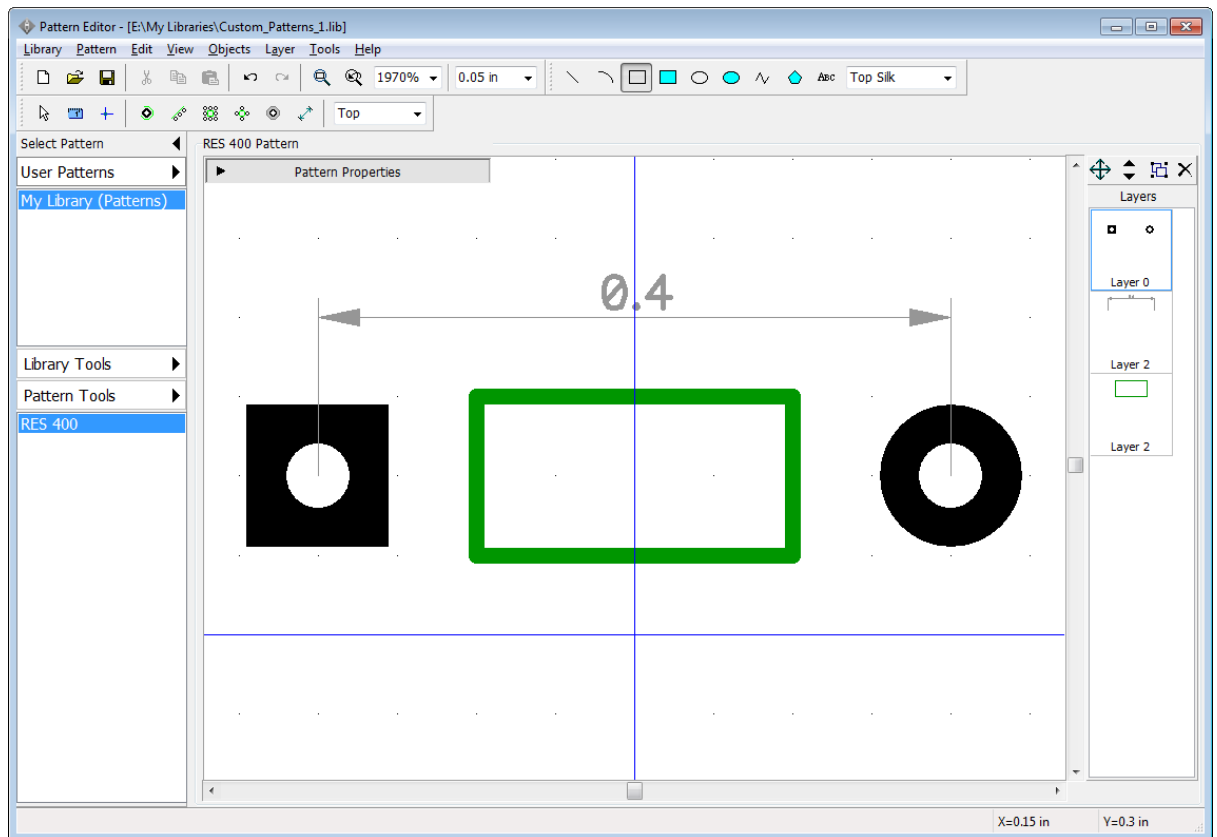 Pattern Editor - [E:\My Libraries\Custom_Patterns_1.lib]
Library Pattern Edit View Objects Layer Tools Help
1970% 0.05 in ABC Top Silk
Top
Select Pattern
RES 400 Pattern
User Patterns
Pattern Properties
My Library (Patterns)
Layers
Layer 0
0.4
Layer 2
Library Tools
Pattern Tools
RES 400
Layer 2
X=0.15 in Y=0.3 in